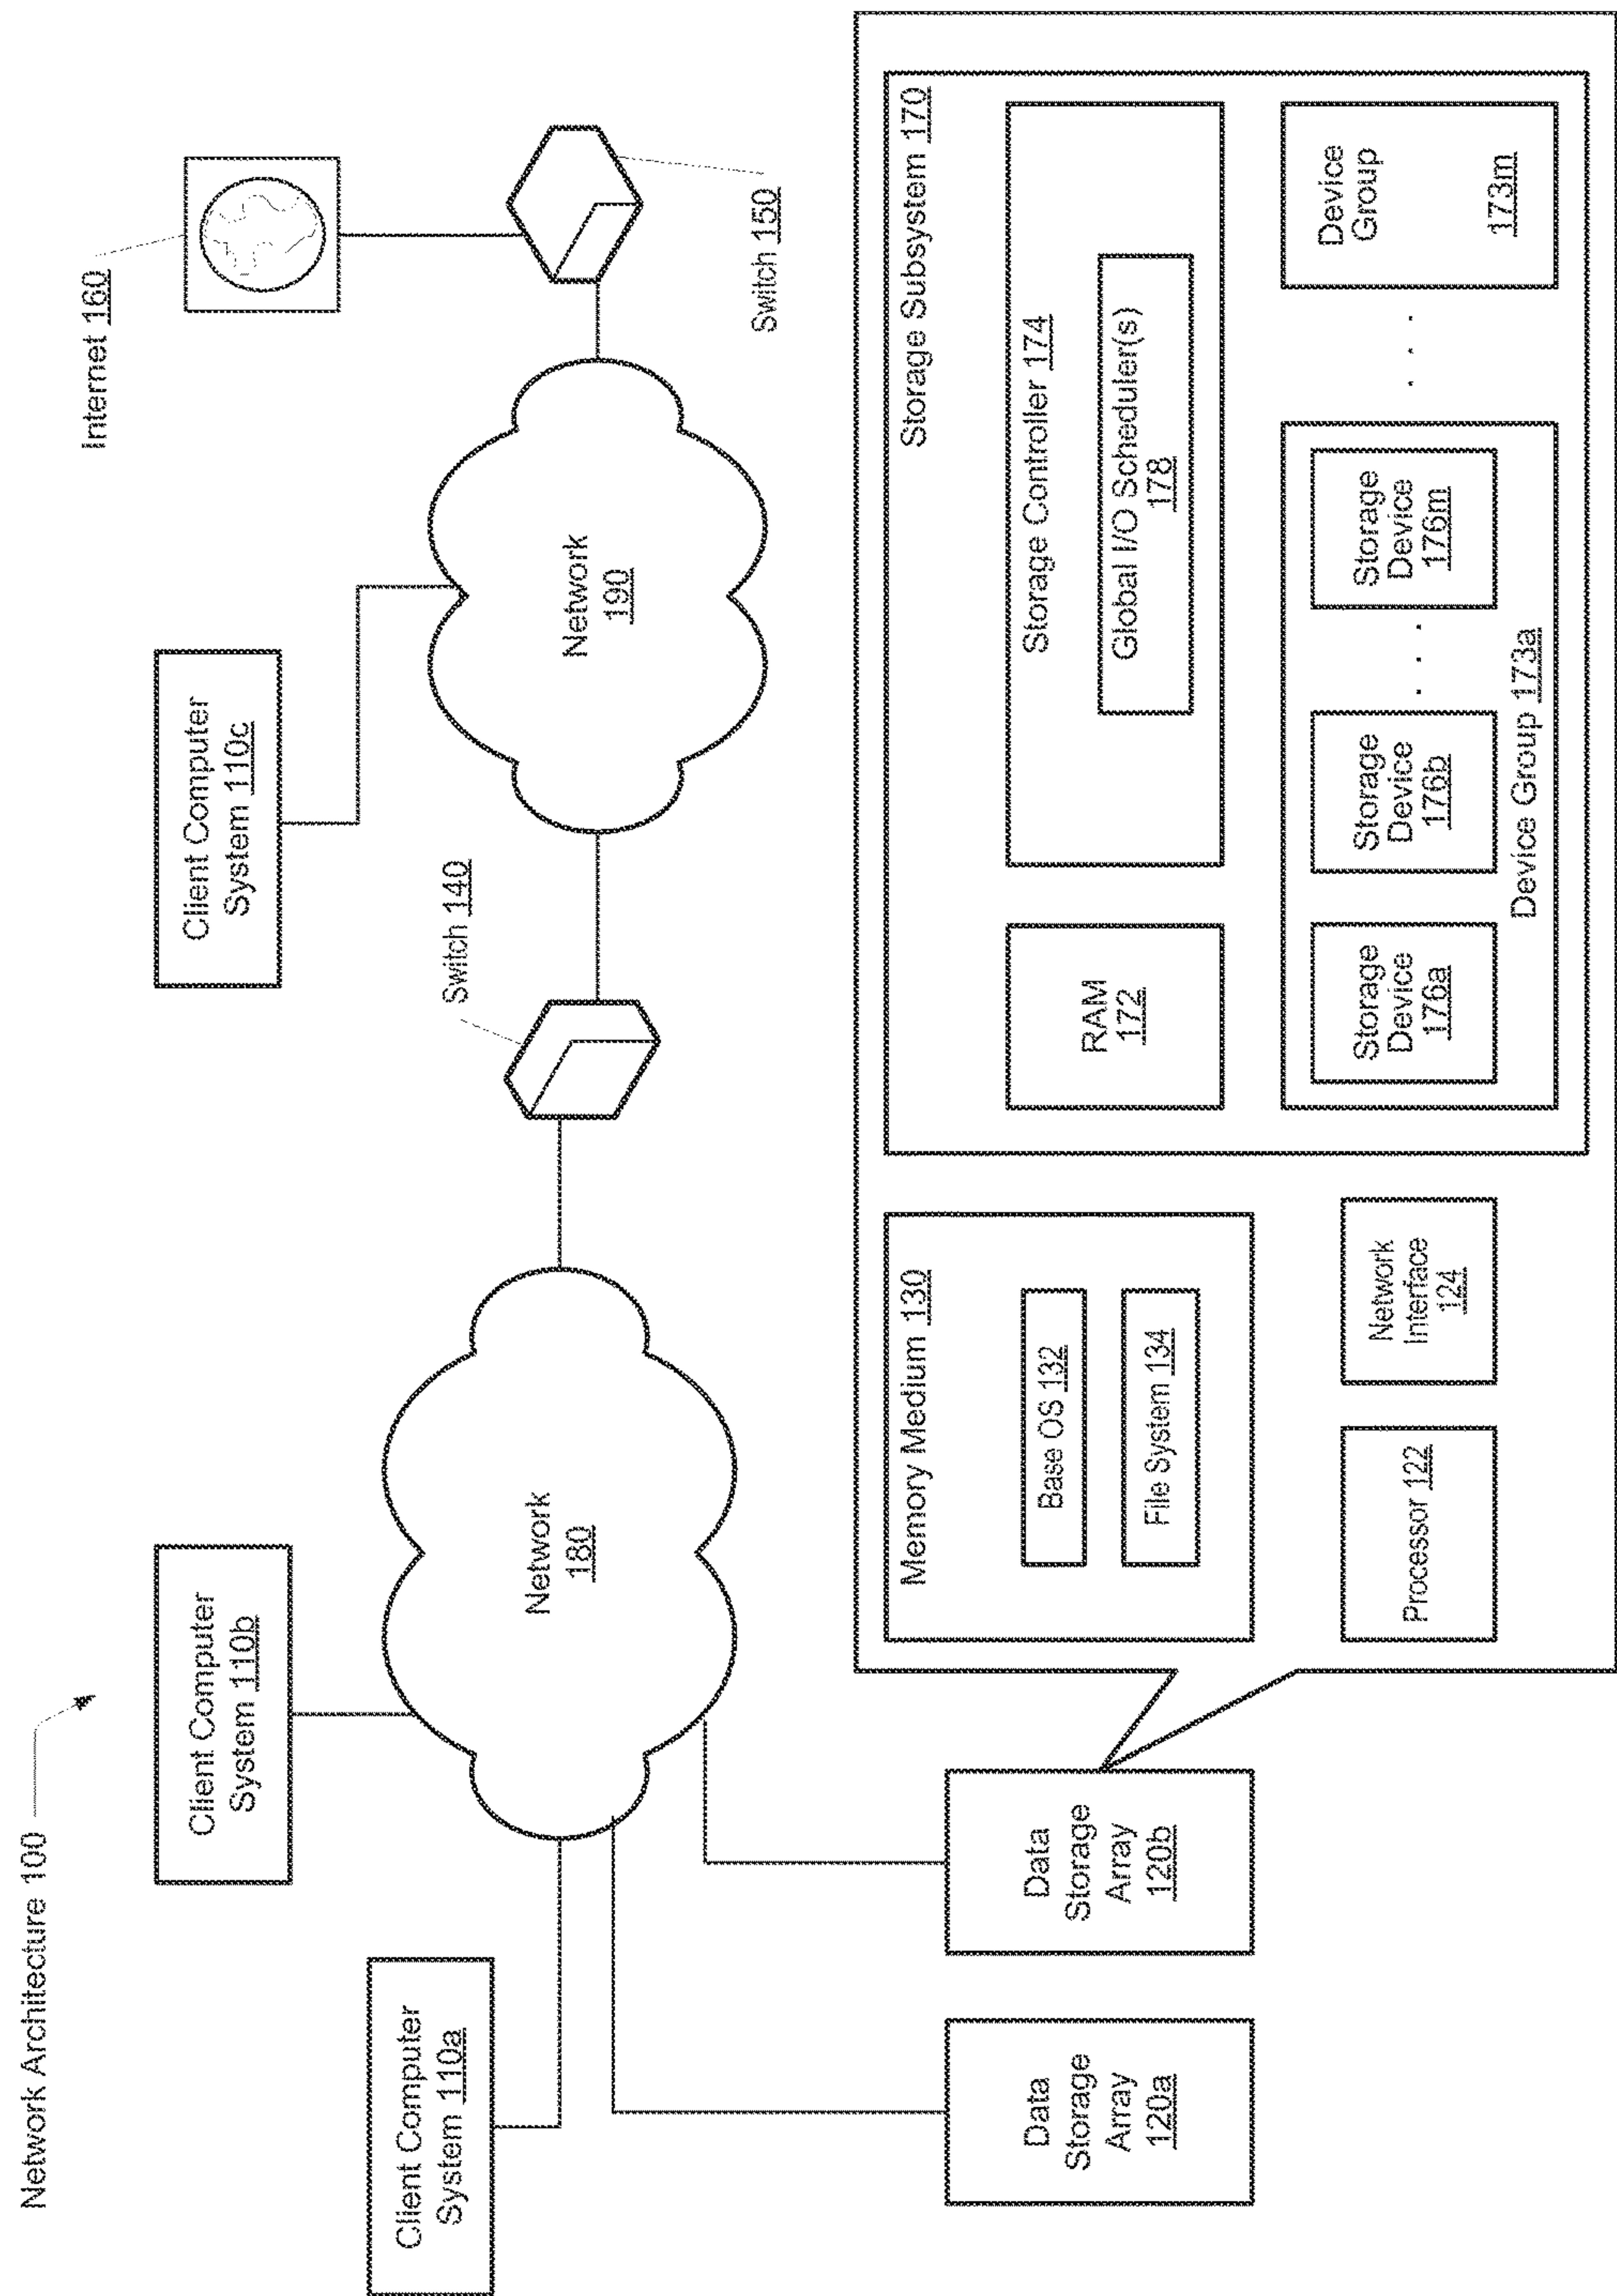 Network Architecture 100
Client Computer
System 110a
Client Computer
System 110b
Client Computer
System 110c
Internet 160
Switch 140
Switch 150
Network
180
Network
190
Data
Storage
Array
120a
Data
Storage
Array
120b
Memory Medium 130
Base OS 132
File System 134
Processor 122
Network
Interface
124
Storage Subsystem 170
RAM
172
Storage Controller 174
Global I/O Scheduler(s)
178
Storage
Device
176a
Storage
Device
176b
. . .
Storage
Device
176m
Device Group 173a
. . .
Device
Group
173m